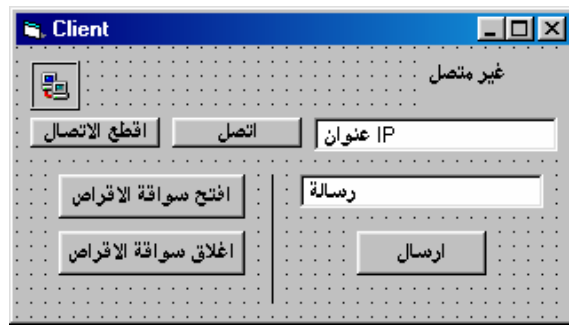 Client
غير متصل
عنوان IP
اتصل
اقطع الاتصال
رسالة
افتح سواقة الاقراص
ارسال
اغلاق سواقة الاقراص